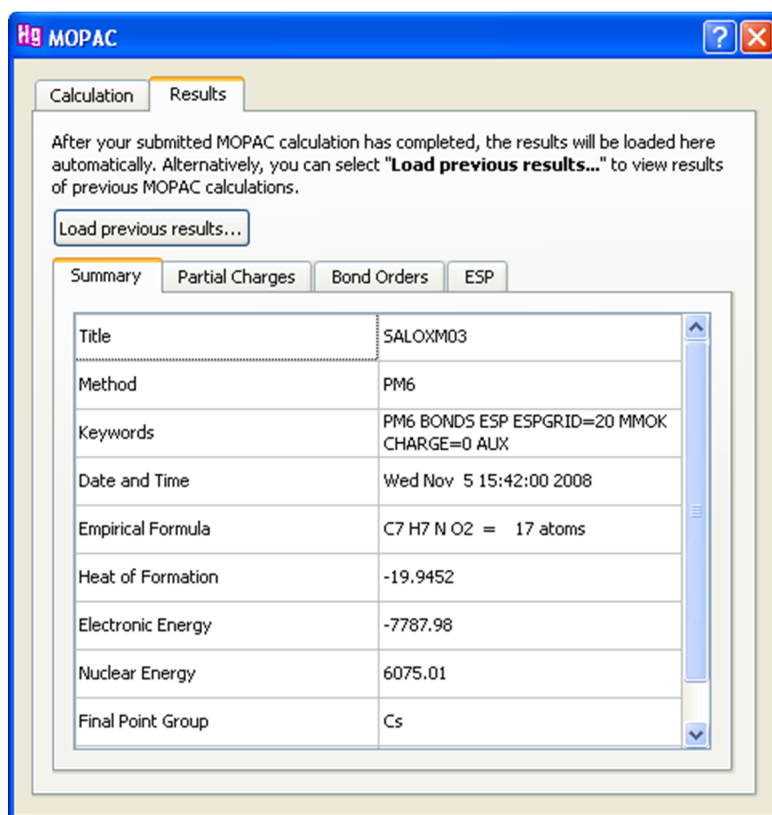 Hg MOPAC
?
Calculation Results
After your submitted MOPAC calculation has completed, the results will be loaded here
automatically. Alternatively, you can select "Load previous results..." to view results
of previous MOPAC calculations.
Load previous results...
Summary Partial Charges Bond Orders ESP
Title SALOXM03
Method PM6
Keywords PM6 BONDS ESP ESPGRID=20 MMOK
CHARGE=0 AUX
Date and Time Wed Nov 5 15:42:00 2008
Empirical Formula C7 H7 N O2 = 17 atoms
Heat of Formation -19.9452
Electronic Energy -7787.98
Nuclear Energy 6075.01
Final Point Group Cs